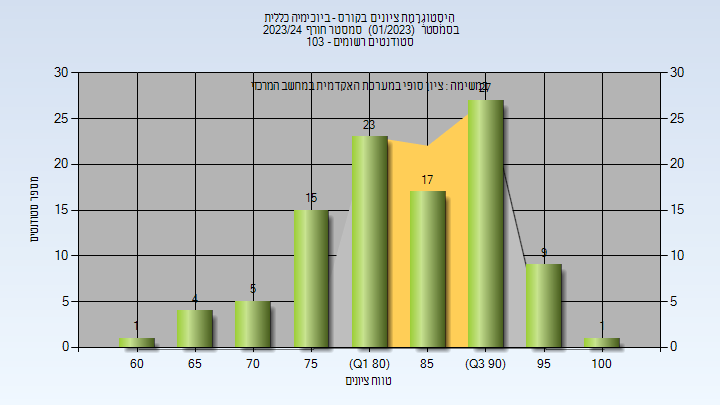 היסטוגרמת ציונים בקורס - ביוכימיה כללית
בסמסטר (01/2023) סמסטר חורף 2023/24
סטודנטים רשומים - 103
משימה : ציון סופי במערכת האקדמית במחשב המרכזי
30 30
25 25
20 20
15 15
10 10
5 5
0 0
1 4 5 15 23 17 27 9 1
60 65 70 75 (Q1 80) 85 (Q3 90) 95 100
מספר סטודנטים
טווח ציונים